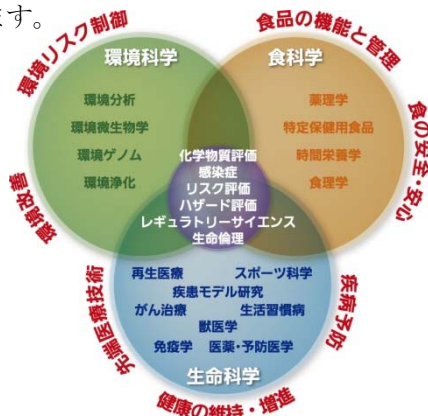 ます。
環境リスク制御
食品の機能と管理
環境科学
食科学
環境分析
環境微生物学
環境ゲノム
環境浄化
薬理学
特定保健用食品
時間栄養学
食理学
食の安全・安心
環境改善
化学物質評価
感染症
リスク評価
ハザード評価
レギュラトリーサイエンス
生命倫理
再生医療 スポーツ科学
疾患モデル研究
がん治療 生活習慣病
獣医学
免疫学 医薬・予防医学
生命科学
先端医療技術
疾病予防
健康の維持・増進